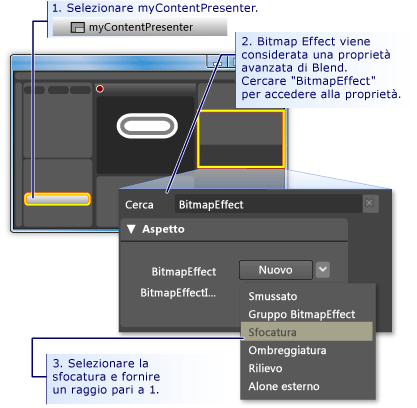 1. Selezionare myContentPresenter.
myContentPresenter
2. Bitmap Effect viene
considerata una proprietà
avanzata di Blend.
Cercare "BitmapEffect"
per accedere alla proprietà.
Cerca
BitmapEffect
Aspetto
BitmapEffect
Nuovo
BitmapEffectI...
Smussato
Gruppo BitmapEffect
Sfocatura
Ombreggiatura
Rilievo
Alone esterno
3. Selezionare la
sfocatura e fornire
un raggio pari a 1.